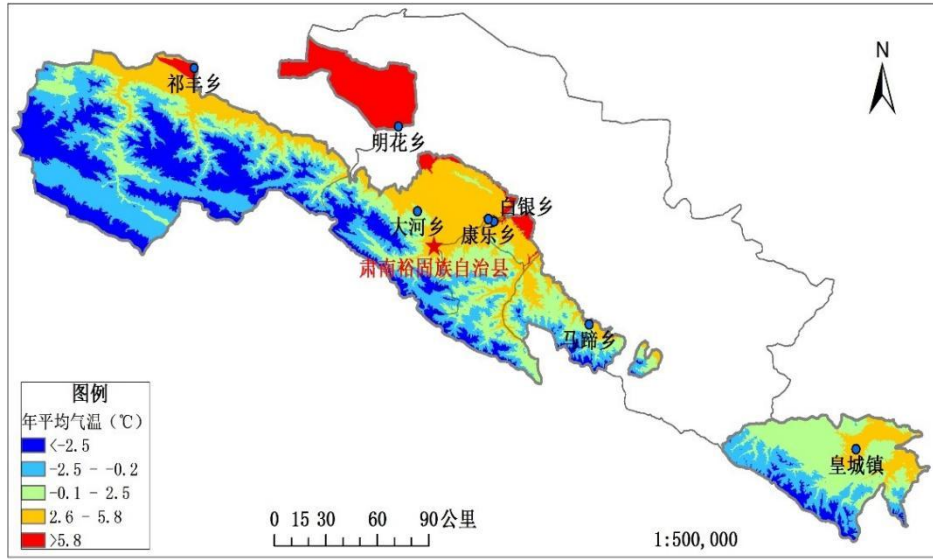 N
祁丰乡
明花乡
大河乡
白银乡
康乐乡
肃南裕固族自治县
马蹄乡
皇城镇
图例
年平均气温（℃）
<-2.5
-2.5 - -0.2
-0.1 - 2.5
2.6 - 5.8
>5.8
0 15 30 60 90公里
1:500,000